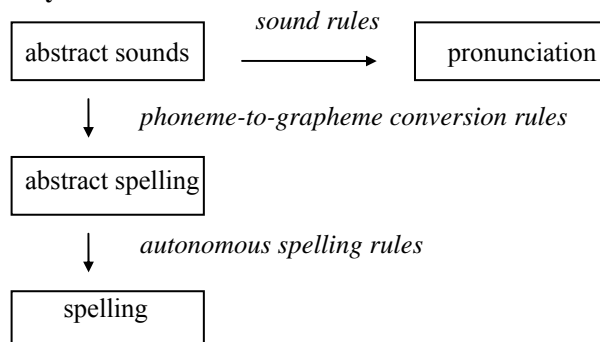 sound rules
abstract sounds
pronunciation
phoneme-to-grapheme conversion rules
abstract spelling
autonomous spelling rules
spelling